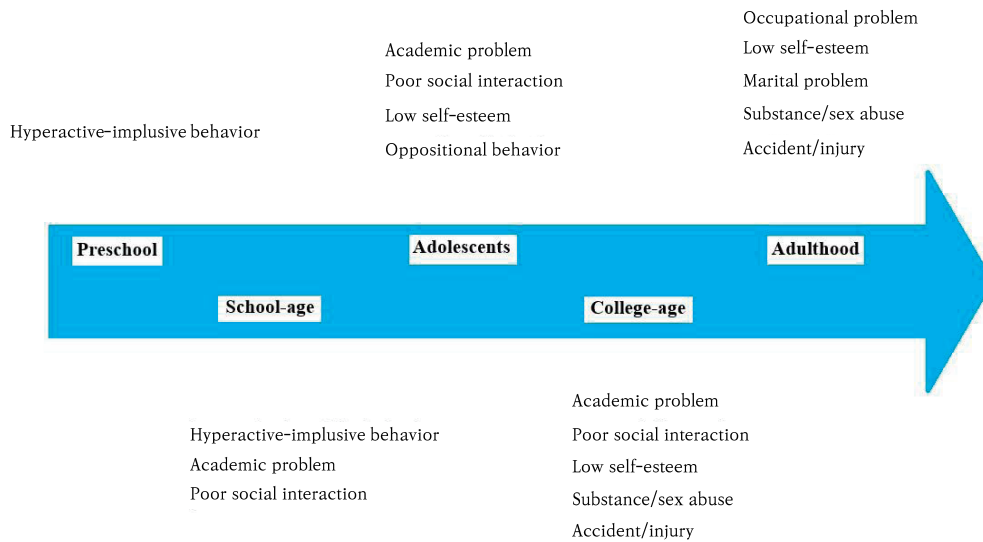 Hyperactive-implusive behavior
Academic problem
Poor social interaction
Low self-esteem
Oppositional behavior
Occupational problem
Low self-esteem
Marital problem
Substance/sex abuse
Accident/injury
Preschool
School-age
Adolescents
College-age
Adulthood
Hyperactive-implusive behavior
Academic problem
Poor social interaction
Academic problem
Poor social interaction
Low self-esteem
Substance/sex abuse
Accident/injury